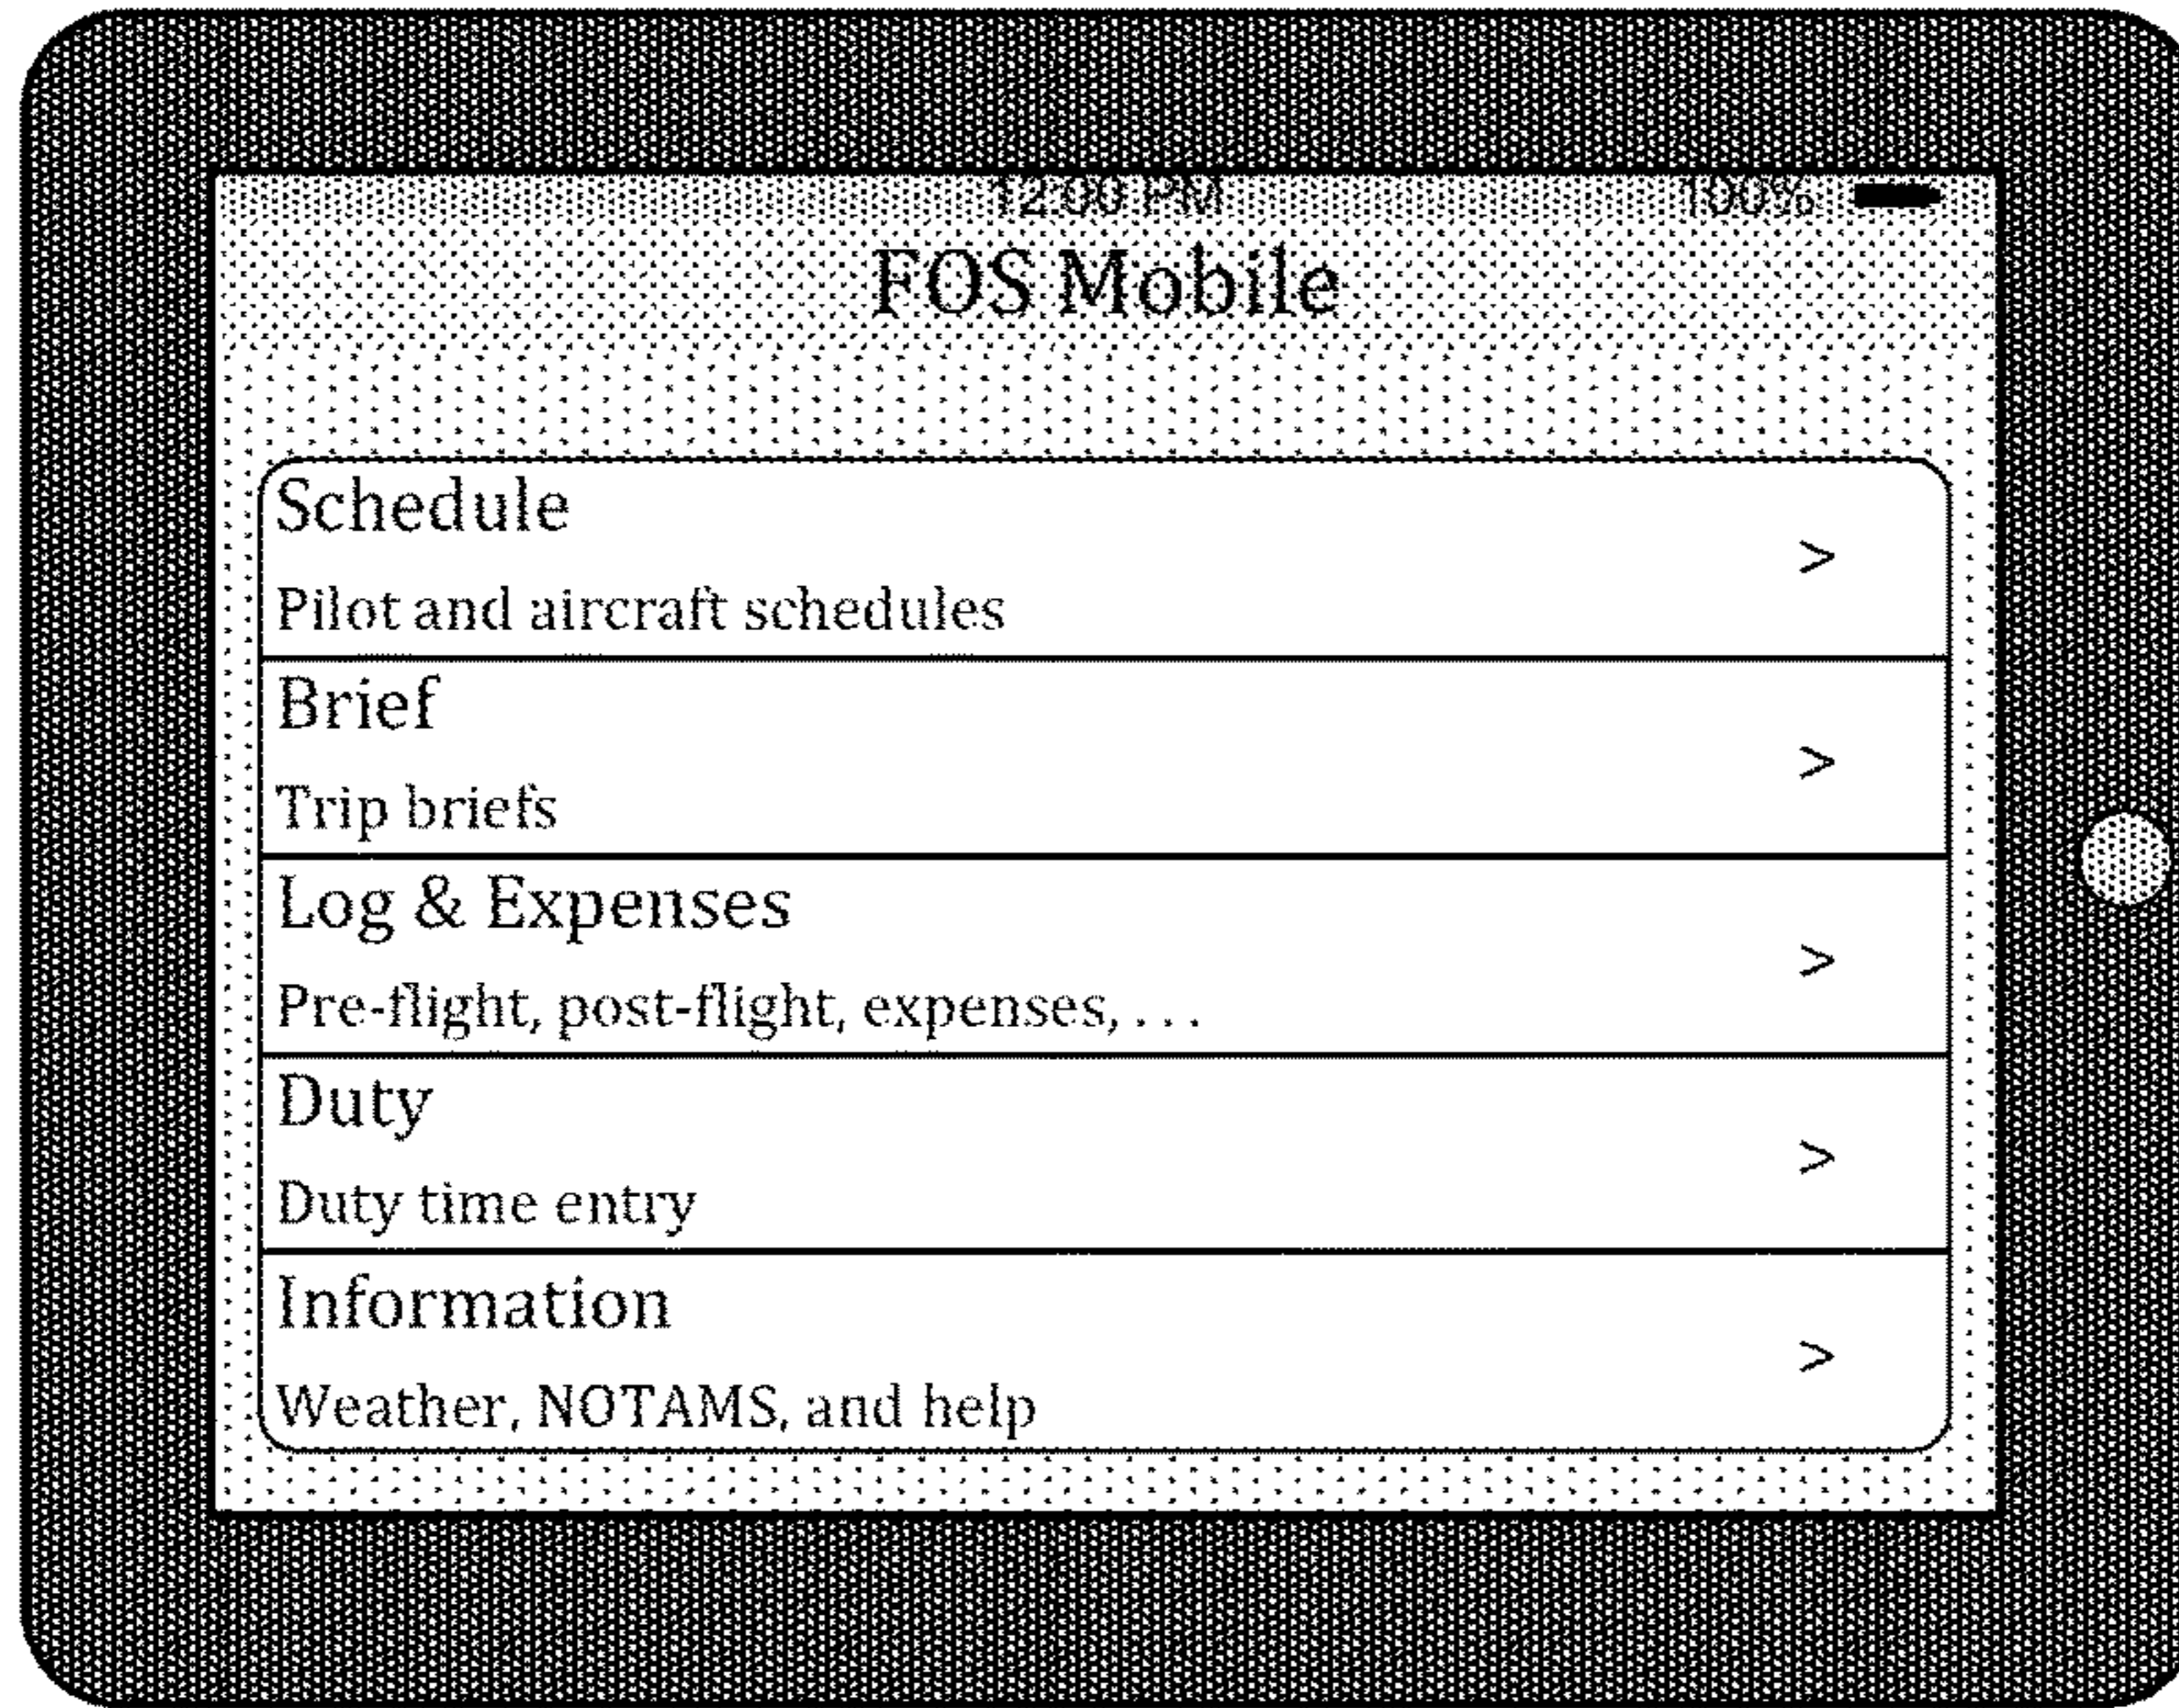 12:00 PM 100%
FOS Mobile
Schedule
>
Pilot and aircraft schedules
Brief
>
Trip briefs
Log & Expenses
>
Pre-flight, post-flight, expenses, . . .
Duty
>
Duty time entry
Information
>
Weather, NOTAMS, and help